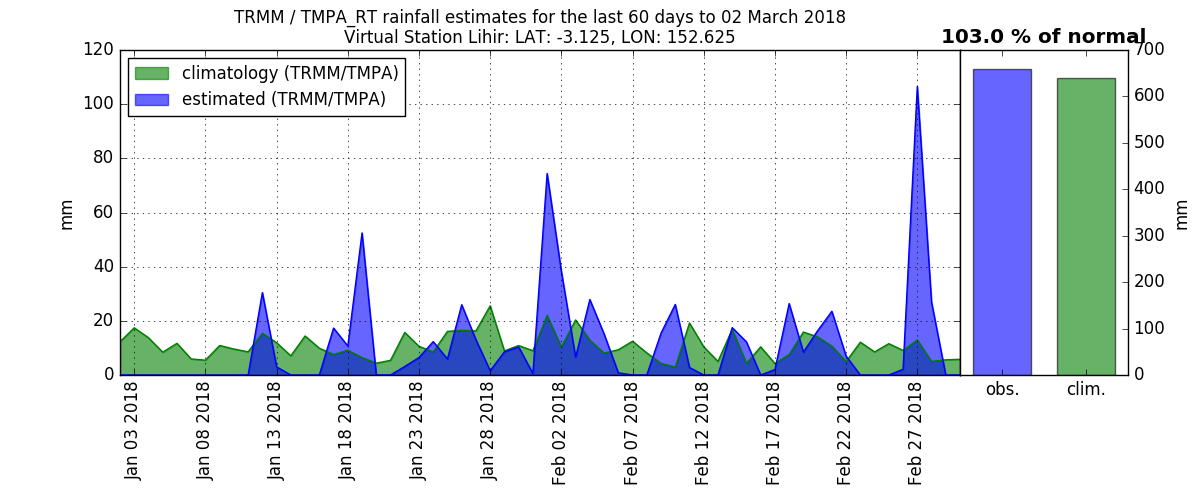 TRMM / TMPA_RT rainfall estimates for the last 60 days to 02 March 2018
Virtual Station Lihir: LAT: -3.125, LON: 152.625
103.0 % of normal
climatology (TRMM/TMPA)
estimated (TRMM/TMPA)
mm
120
100
80
60
40
20
0
Jan 03 2018
Jan 08 2018
Jan 13 2018
Jan 18 2018
Jan 23 2018
Jan 28 2018
Feb 02 2018
Feb 07 2018
Feb 12 2018
Feb 17 2018
Feb 22 2018
Feb 27 2018
obs.
clim.
700
600
500
400
300
200
100
0
mm